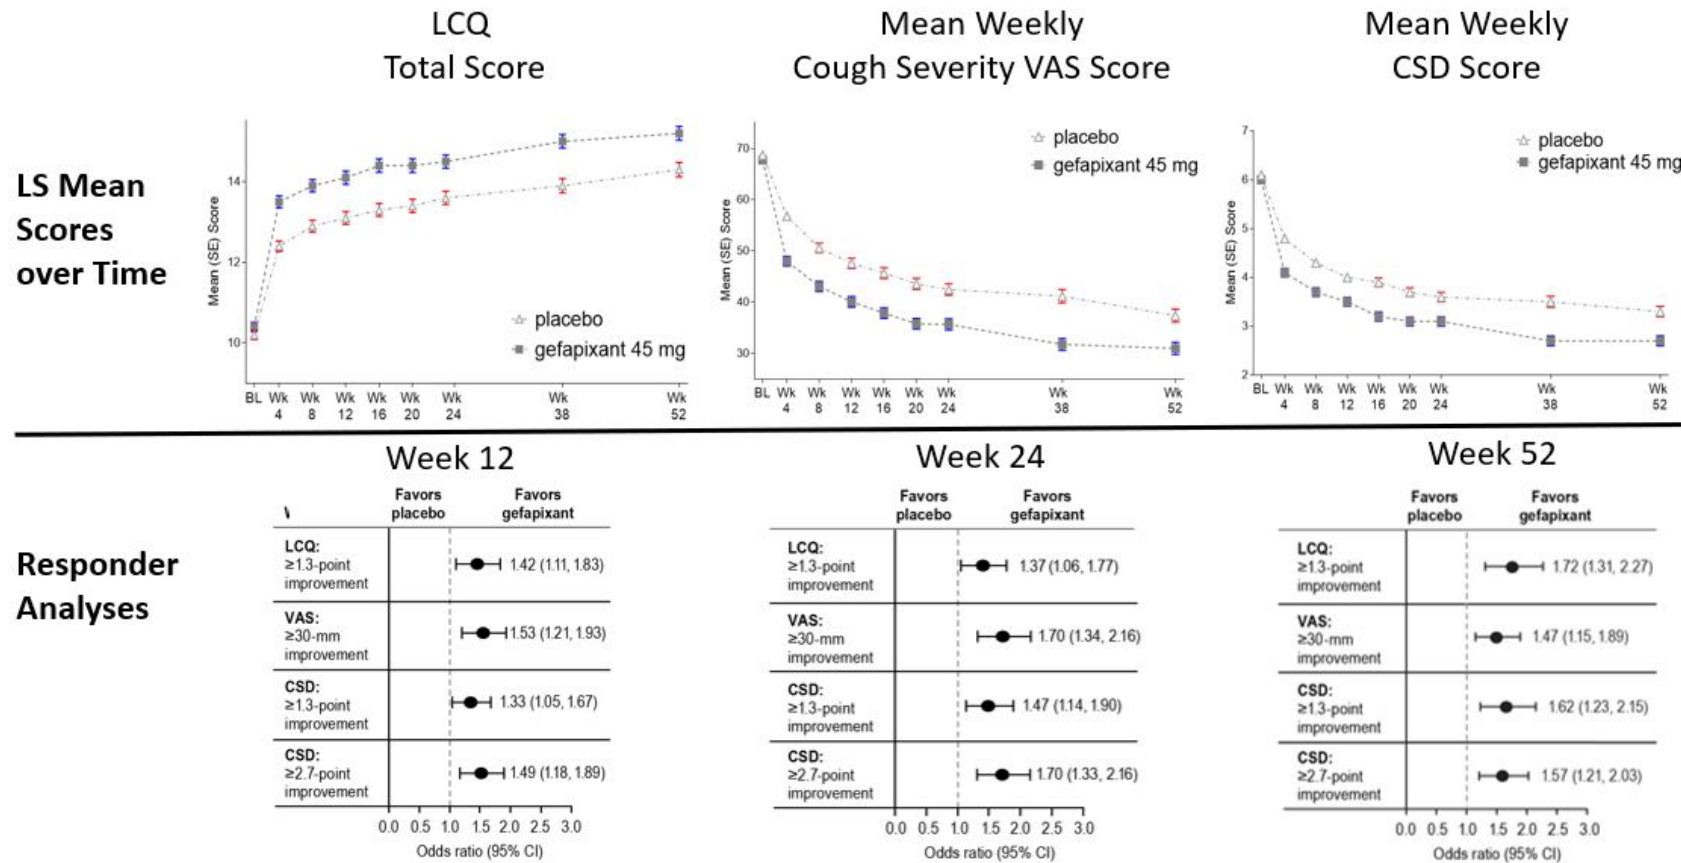 LCQ
Total Score
Mean Weekly
Cough Severity VAS Score
Mean Weekly
CSD Score
LS Mean
Scores
over Time
Mean (SE) Score
14
12
10
placebo
gefapixant 45 mg
BL Wk 4 Wk 8 Wk 12 Wk 16 Wk 20 Wk 24 Wk 38 Wk 52
Mean (SE) Score
70
60
50
40
30
placebo
gefapixant 45 mg
BL Wk 4 Wk 8 Wk 12 Wk 16 Wk 20 Wk 24 Wk 38 Wk 52
Mean (SE) Score
7
6
5
4
3
2
placebo
gefapixant 45 mg
BL Wk 4 Wk 8 Wk 12 Wk 16 Wk 20 Wk 24 Wk 38 Wk 52
Responder
Analyses
Week 12
Favors placebo
Favors gefapixant
LCQ:
≥1.3-point
improvement
1.42 (1.11, 1.83)
VAS:
≥30-mm
improvement
1.53 (1.21, 1.93)
CSD:
≥1.3-point
improvement
1.33 (1.05, 1.67)
CSD:
≥2.7-point
improvement
1.49 (1.18, 1.89)
0.0 0.5 1.0 1.5 2.0 2.5 3.0
Odds ratio (95% CI)
Week 24
Favors placebo
Favors gefapixant
LCQ:
≥1.3-point
improvement
1.37 (1.06, 1.77)
VAS:
≥30-mm
improvement
1.70 (1.34, 2.16)
CSD:
≥1.3-point
improvement
1.47 (1.14, 1.90)
CSD:
≥2.7-point
improvement
1.70 (1.33, 2.16)
0.0 0.5 1.0 1.5 2.0 2.5 3.0
Odds ratio (95% CI)
Week 52
Favors placebo
Favors gefapixant
LCQ:
≥1.3-point
improvement
1.72 (1.31, 2.27)
VAS:
≥30-mm
improvement
1.47 (1.15, 1.89)
CSD:
≥1.3-point
improvement
1.62 (1.23, 2.15)
CSD:
≥2.7-point
improvement
1.57 (1.21, 2.03)
0.0 0.5 1.0 1.5 2.0 2.5 3.0
Odds ratio (95% CI)